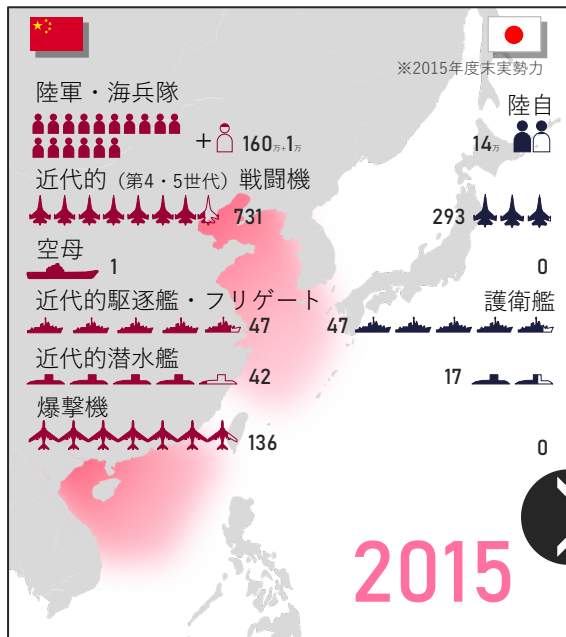 ※2015年度末実勢力
陸軍・海兵隊
陸自
+ 160万+1万
14万
近代的（第4・5世代）戦闘機
731
293
空母
1
0
近代的駆逐艦・フリゲート
護衛艦
47
47
近代的潜水艦
42
17
爆撃機
136
0
2015